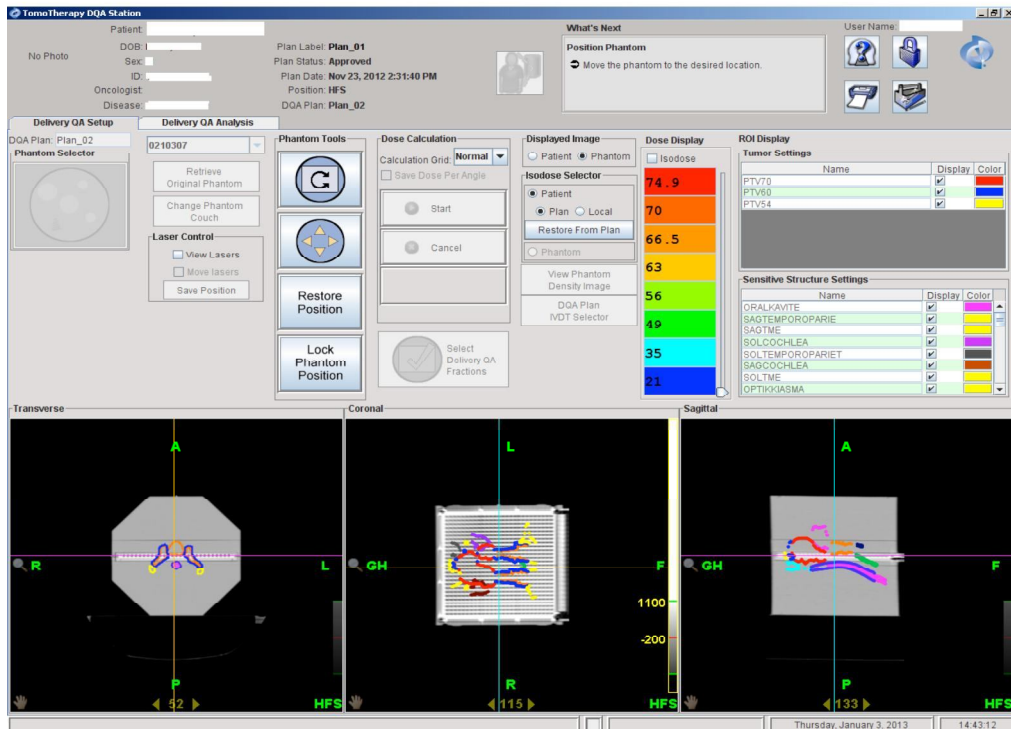 TomoTherapy DQA Station
Patient:
DOB:
Sex:
ID:
Oncologist:
Disease:
No Photo
Plan Label: Plan_01
Plan Status: Approved
Plan Date: Nov 23, 2012 2:31:40 PM
Position: HFS
DQA Plan: Plan_02
What's Next
Position Phantom
Move the phantom to the desired location.
User Name:
Delivery QA Setup
Delivery QA Analysis
DQA Plan: Plan_02
Phantom Selector
0210307
Retrieve
Original Phantom
Change Phantom
Couch
Laser Control
View Lasers
Move lasers
Save Position
Phantom Tools
Restore
Position
Lock
Phantom
Position
Dose Calculation
Calculation Grid: Normal
Save Dose Per Angle
Start
Cancel
Select
Delivery QA
Fractions
Displayed Image
Patient Phantom
Isodose Selector
Patient
Plan Local
Restore From Plan
Phantom
View Phantom
Density Image
DQA Plan
IVDT Selector
Dose Display
Isodose
74.9
70
66.5
63
56
49
35
21
ROI Display
Tumor Settings
Name Display Color
PTV70
PTV60
PTV54
Sensitive Structure Settings
Name Display Color
ORALKAVITE
SAGTEMPOROPARIE
SAGTME
SOLCOCHLEA
SOLTEMPOROPARIET
SAGCOCHLEA
SOLTME
OPTIKKIASMA
Transverse
A
R
L
P
52
HFS
Coronal
L
GH
F
1100
-200
R
115
HFS
Sagittal
A
GH
F
P
133
HFS
Thursday, January 3, 2013
14:43:12